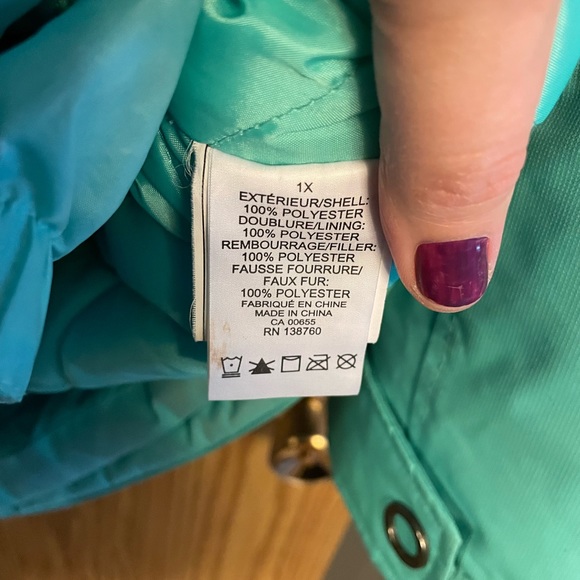 1X
EXTÉRIEUR/SHELL:
100% POLYESTER
DOUBLURE/LINING:
100% POLYESTER
REMBOURRAGE/FILLER:
100% POLYESTER
FAUSSE FOURRURE/
FAUX FUR:
100% POLYESTER
FABRIQUÉ EN CHINE
MADE IN CHINA
CA 00655
RN 138760